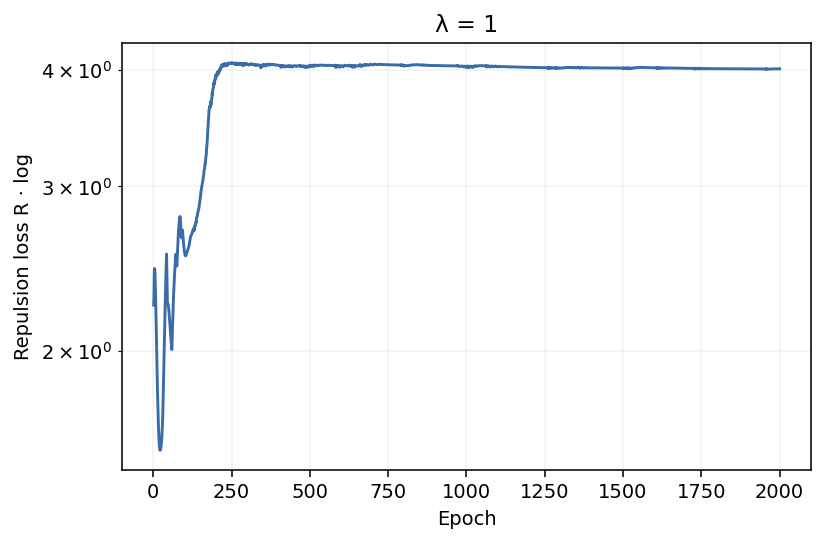 λ = 1
Repulsion loss R · log
4 × 10⁰
3 × 10⁰
2 × 10⁰
0 250 500 750 1000 1250 1500 1750 2000
Epoch